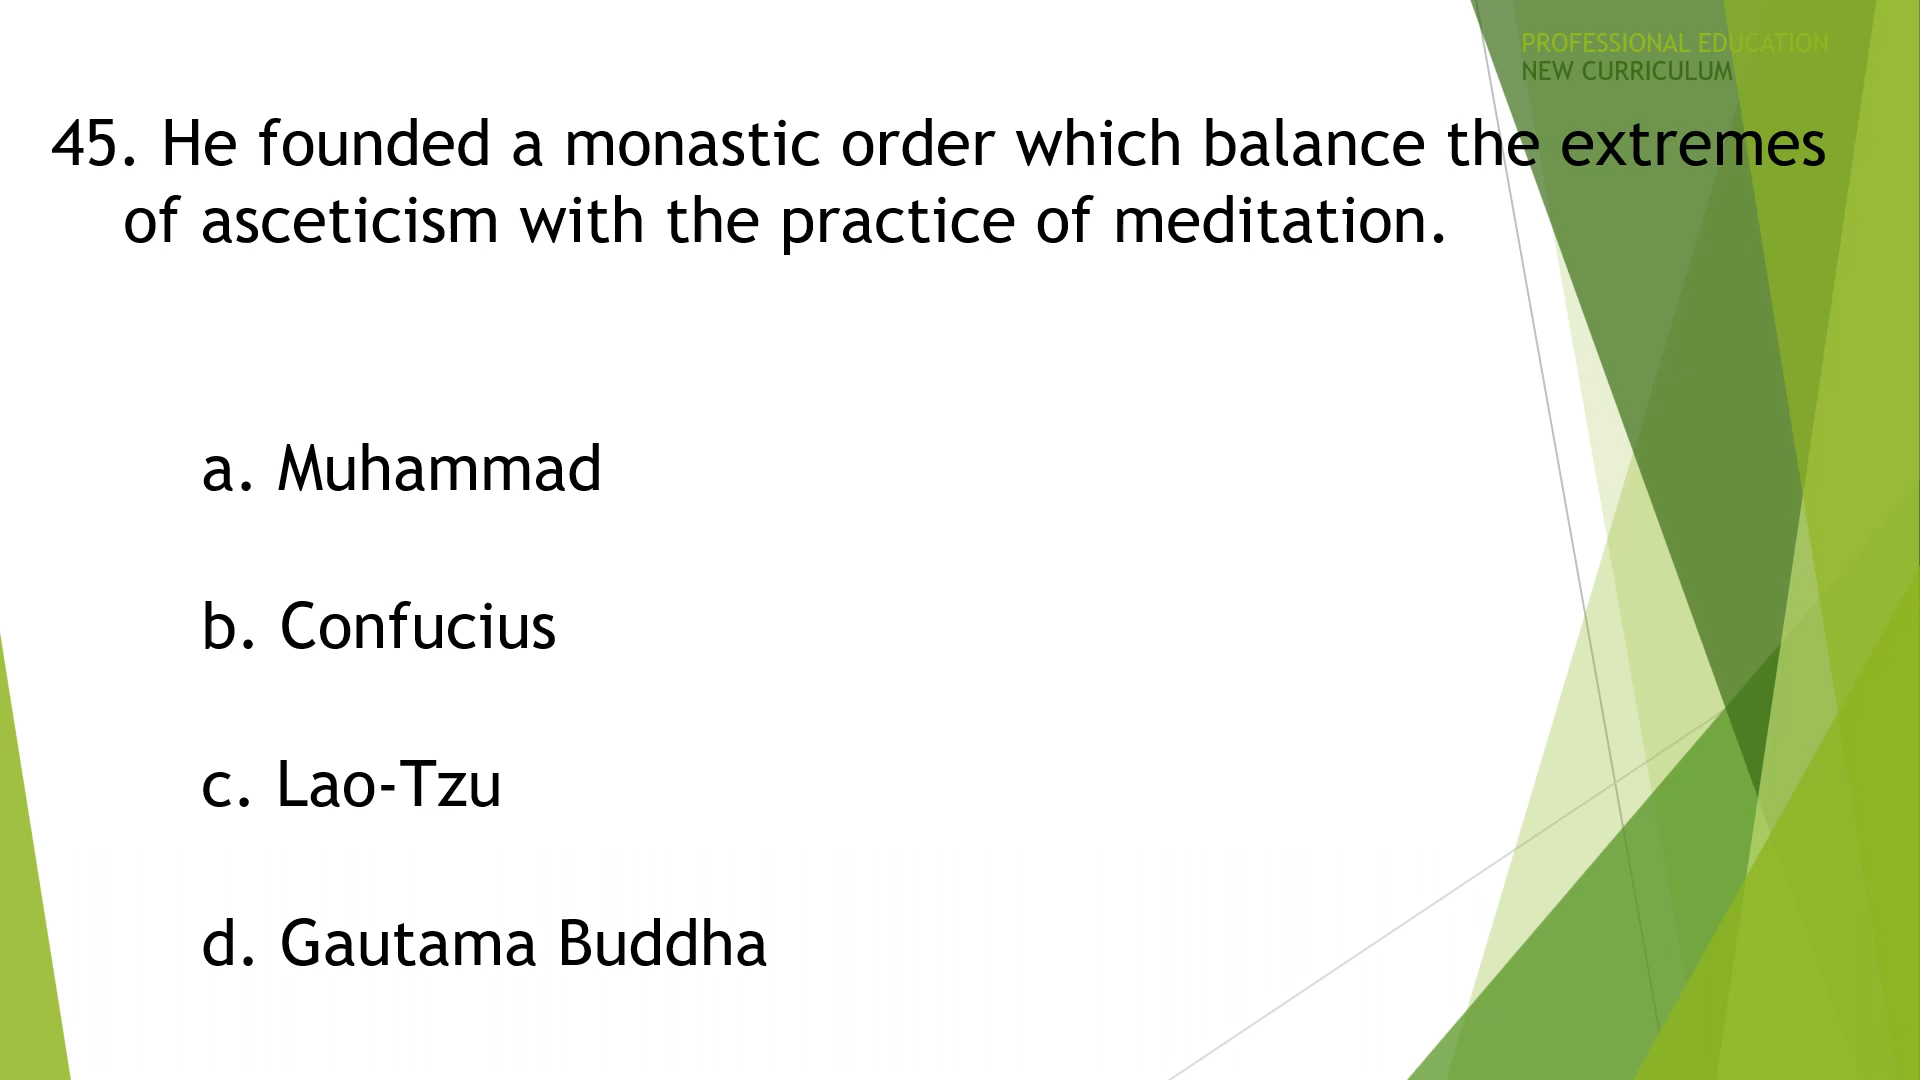 PROFESSIONAL EDUCATION
NEW CURRICULUM
45. He founded a monastic order which balance the extremes
of asceticism with the practice of meditation.
a. Muhammad
b. Confucius
c. Lao-Tzu
d. Gautama Buddha